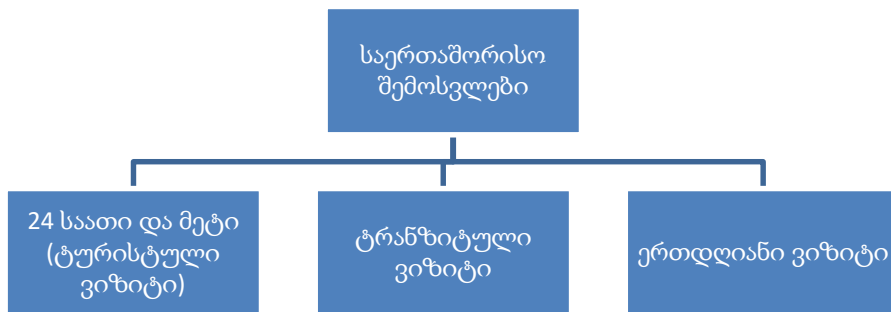 საერთაშორისო
შემოსვლები
24 საათი და მეტი
(ტურისტული
ვიზიტი)
ტრანზიტული
ვიზიტი
ერთდღიანი ვიზიტი